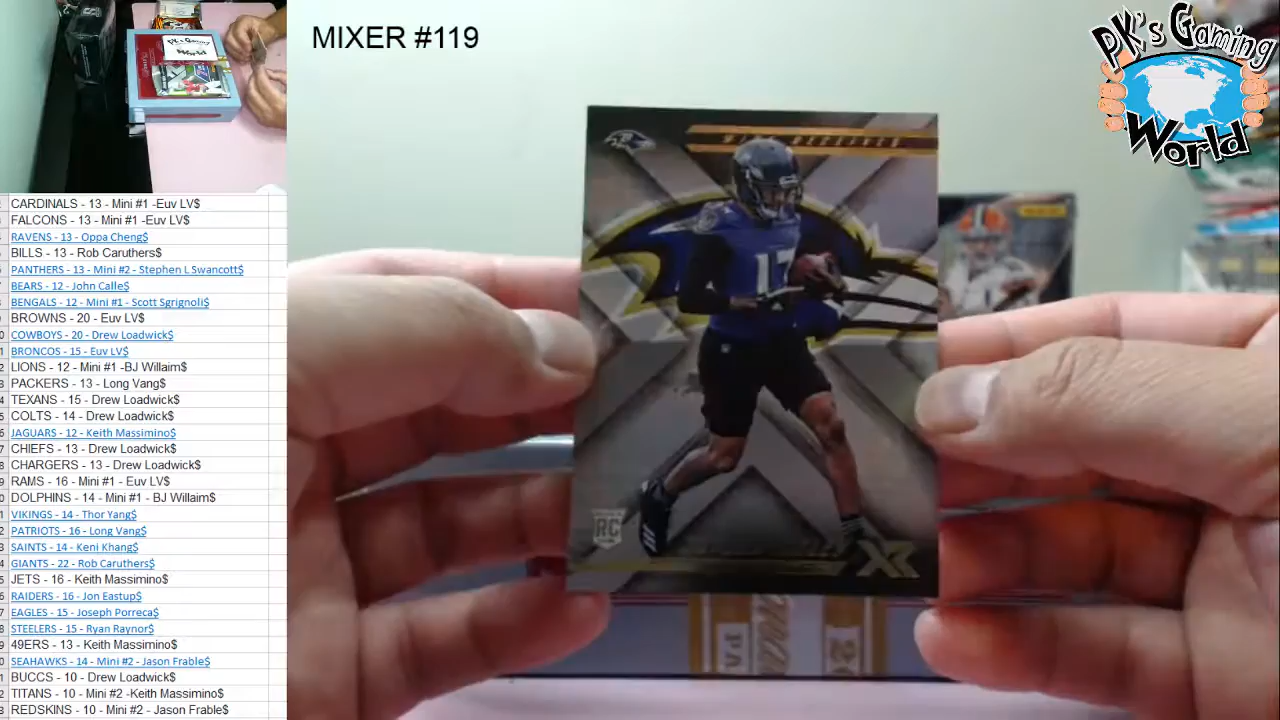 MIXER #119
PK's Gaming
World
CARDINALS - 13 - Mini #1 -Euv LV$
FALCONS - 13 - Mini #1 -Euv LV$
RAVENS - 13 - Oppa Cheng$
BILLS - 13 - Rob Caruthers$
PANTHERS - 13 - Mini #2 - Stephen L Swancott$
BEARS - 12 - John Calle$
BENGALS - 12 - Mini #1 - Scott Sgrignoli$
BROWNS - 20 - Euv LV$
COWBOYS - 20 - Drew Loadwick$
BRONCOS - 15 - Euv LV$
LIONS - 12 - Mini #1 -BJ Willaim$
PACKERS - 13 - Long Vang$
TEXANS - 15 - Drew Loadwick$
COLTS - 14 - Drew Loadwick$
JAGUARS - 12 - Keith Massimino$
CHIEFS - 13 - Drew Loadwick$
CHARGERS - 13 - Drew Loadwick$
RAMS - 16 - Mini #1 - Euv LV$
DOLPHINS - 14 - Mini #1 - BJ Willaim$
VIKINGS - 14 - Thor Yang$
PATRIOTS - 16 - Long Vang$
SAINTS - 14 - Keni Khang$
GIANTS - 22 - Rob Caruthers$
JETS - 16 - Keith Massimino$
RAIDERS - 16 - Jon Eastup$
EAGLES - 15 - Joseph Porreca$
STEELERS - 15 - Ryan Raynor$
49ERS - 13 - Keith Massimino$
SEAHAWKS - 14 - Mini #2 - Jason Frable$
BUCCS - 10 - Drew Loadwick$
TITANS - 10 - Mini #2 -Keith Massimino$
REDSKINS - 10 - Mini #2 - Jason Frable$
17
RC
XR
PA